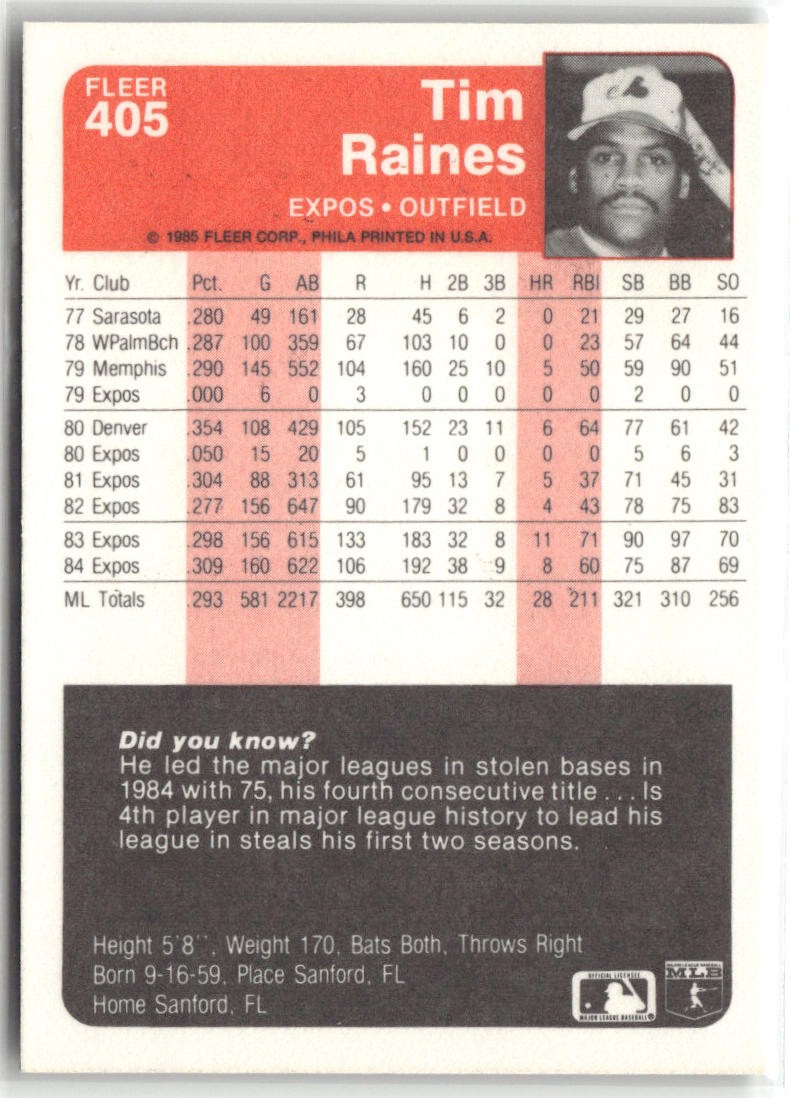 FLEER
405
Tim
Raines
EXPOS • OUTFIELD
© 1985 FLEER CORP., PHILA PRINTED IN U.S.A.
Yr. Club Pct. G AB R H 2B 3B HR RBI SB BB SO
77 Sarasota .280 49 161 28 45 6 2 0 21 29 27 16
78 WPalmBch .287 100 359 67 103 10 0 0 23 57 64 44
79 Memphis .290 145 552 104 160 25 10 5 50 59 90 51
79 Expos .000 6 0 3 0 0 0 0 0 2 0 0
80 Denver .354 108 429 105 152 23 11 6 64 77 61 42
80 Expos .050 15 20 5 1 0 0 0 0 5 6 3
81 Expos .304 88 313 61 95 13 7 5 37 71 45 31
82 Expos .277 156 647 90 179 32 8 4 43 78 75 83
83 Expos .298 156 615 133 183 32 8 11 71 90 97 70
84 Expos .309 160 622 106 192 38 9 8 60 75 87 69
ML Totals .293 581 2217 398 650 115 32 28 211 321 310 256
Did you know?
He led the major leagues in stolen bases in
1984 with 75, his fourth consecutive title . . . Is
4th player in major league history to lead his
league in steals his first two seasons.
Height 5'8'', Weight 170, Bats Both, Throws Right
Born 9-16-59, Place Sanford, FL
Home Sanford, FL
OFFICIAL LICENSEE
MAJOR LEAGUE BASEBALL®
MAJOR LEAGUE BASEBALL
MLB